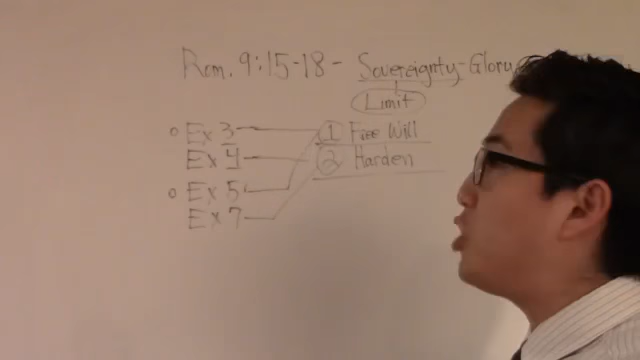 Rom. 9:15-18 - Sovereignty-Glory
Limit
Ex 3 1 Free Will
Ex 4 2 Harden
Ex 5
Ex 7